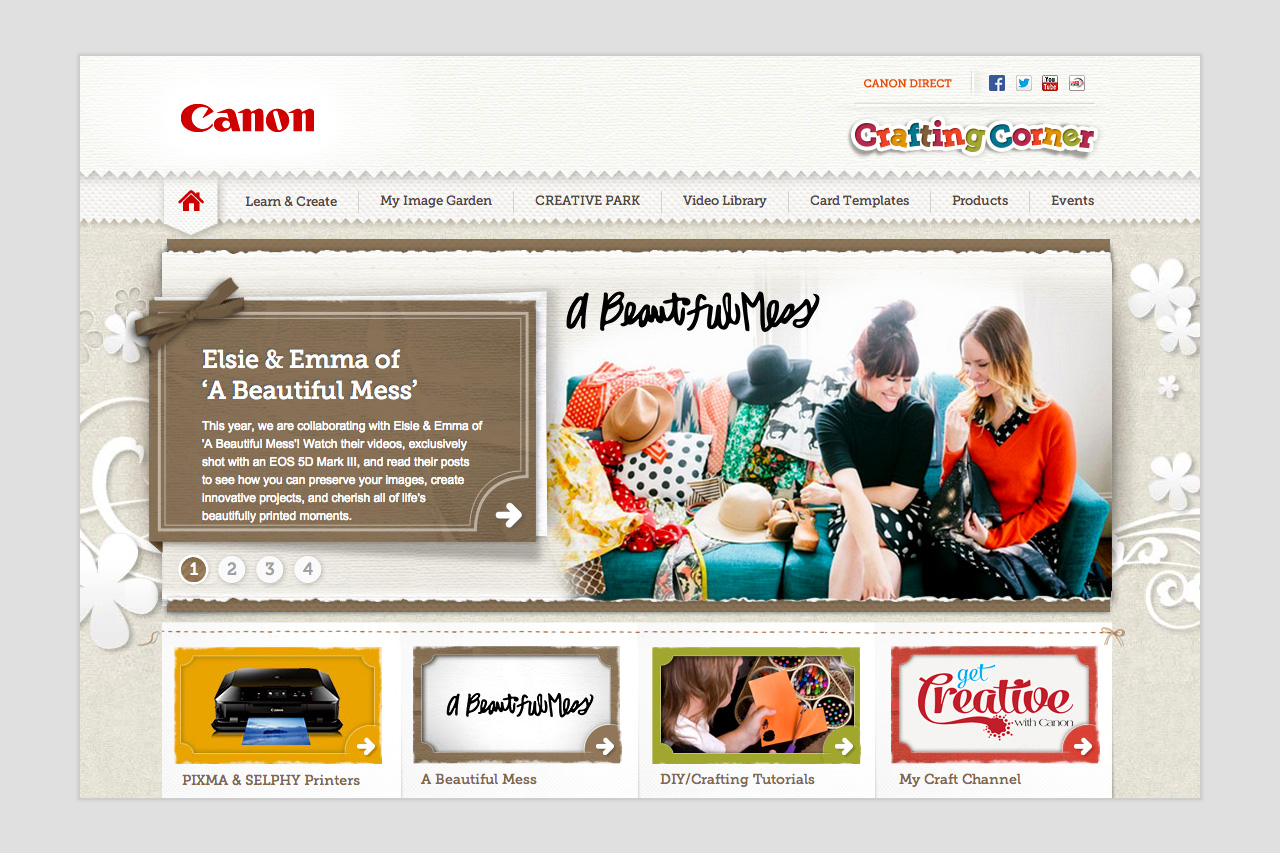 CANON DIRECT
You
Tube
Canon
Crafting Corner
Learn & Create
My Image Garden
CREATIVE PARK
Video Library
Card Templates
Products
Events
A Beautiful Mess
Elsie & Emma of
‘A Beautiful Mess’
This year, we are collaborating with Elsie & Emma of
'A Beautiful Mess'! Watch their videos, exclusively
shot with an EOS 5D Mark III, and read their posts
to see how you can preserve your images, create
innovative projects, and cherish all of life's
beautifully printed moments.
1 2 3 4
Canon
A Beautiful Mess
get
Creative
with Canon
PIXMA & SELPHY Printers
A Beautiful Mess
DIY/Crafting Tutorials
My Craft Channel